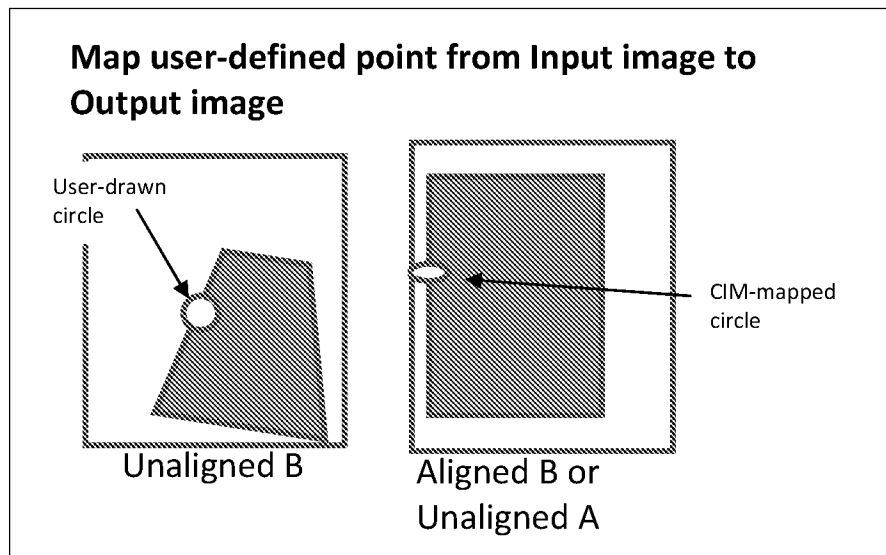 Map user-defined point from Input image to
Output image
User-drawn
circle
CIM-mapped
circle
Unaligned B
Aligned B or
Unaligned A